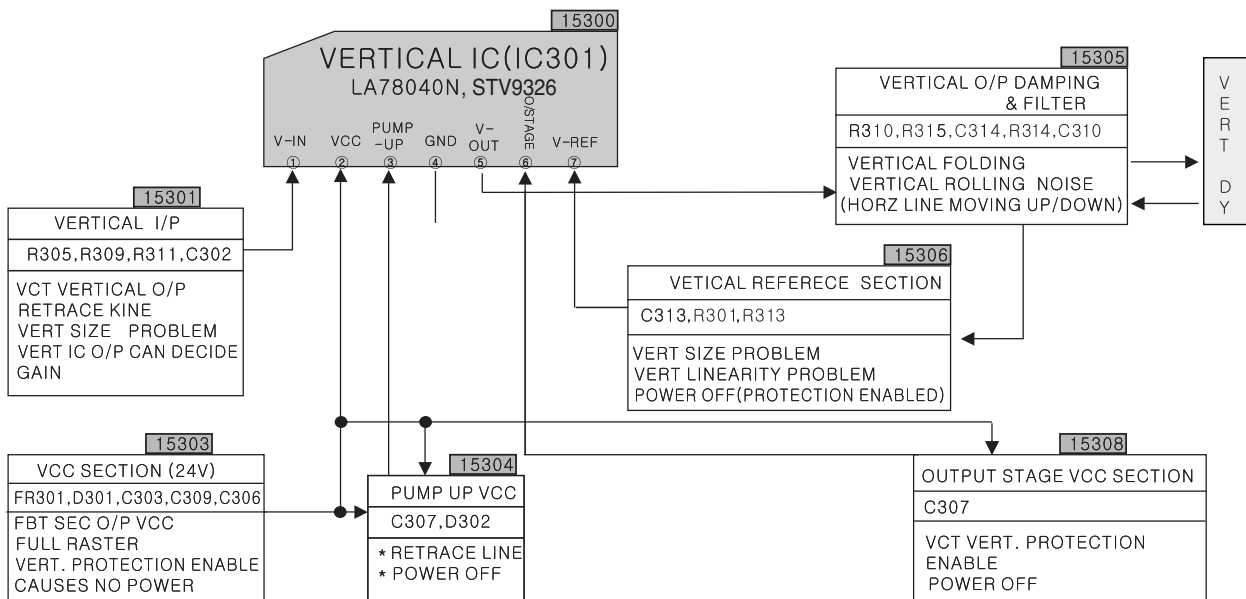 15300
VERTICAL IC(IC301)
LA78040N, STV9326
V-IN
VCC
PUMP
-UP
GND
V-
OUT
O/STAGE
V-REF
① ② ③ ④ ⑤ ⑥ ⑦
15301
VERTICAL I/P
R305,R309,R311,C302
VCT VERTICAL O/P
RETRACE KINE
VERT SIZE PROBLEM
VERT IC O/P CAN DECIDE
GAIN
15305
VERTICAL O/P DAMPING
& FILTER
R310,R315,C314,R314,C310
VERTICAL FOLDING
VERTICAL ROLLING NOISE
(HORZ LINE MOVING UP/DOWN)
VERT DY
15306
VETICAL REFERECE SECTION
C313,R301,R313
VERT SIZE PROBLEM
VERT LINEARITY PROBLEM
POWER OFF(PROTECTION ENABLED)
15303
VCC SECTION (24V)
FR301,D301,C303,C309,C306
FBT SEC O/P VCC
FULL RASTER
VERT. PROTECTION ENABLE
CAUSES NO POWER
15304
PUMP UP VCC
C307,D302
* RETRACE LINE
* POWER OFF
15308
OUTPUT STAGE VCC SECTION
C307
VCT VERT. PROTECTION
ENABLE
POWER OFF